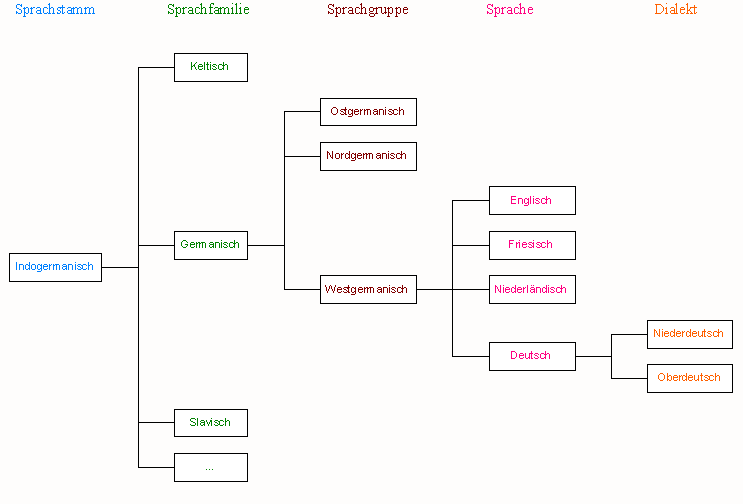 Sprachstamm Sprachfamilie Sprachgruppe Sprache Dialekt
Keltisch
Ostgermanisch
Nordgermanisch
Englisch
Germanisch
Friesisch
Indogermanisch
Westgermanisch
Niederländisch
Niederdeutsch
Deutsch
Oberdeutsch
Slavisch
...